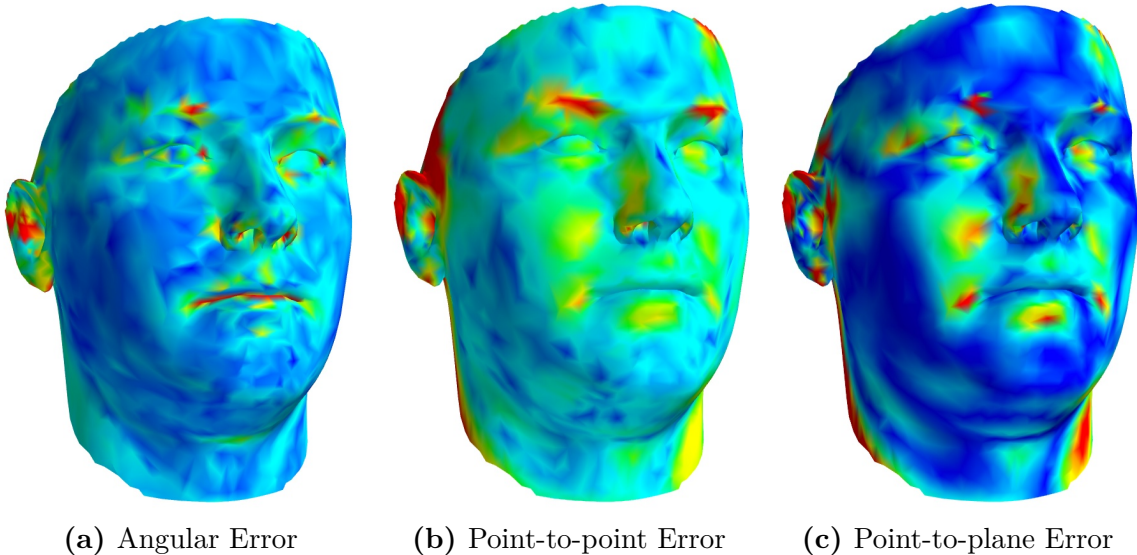 (a) Angular Error
(b) Point-to-point Error
(c) Point-to-plane Error